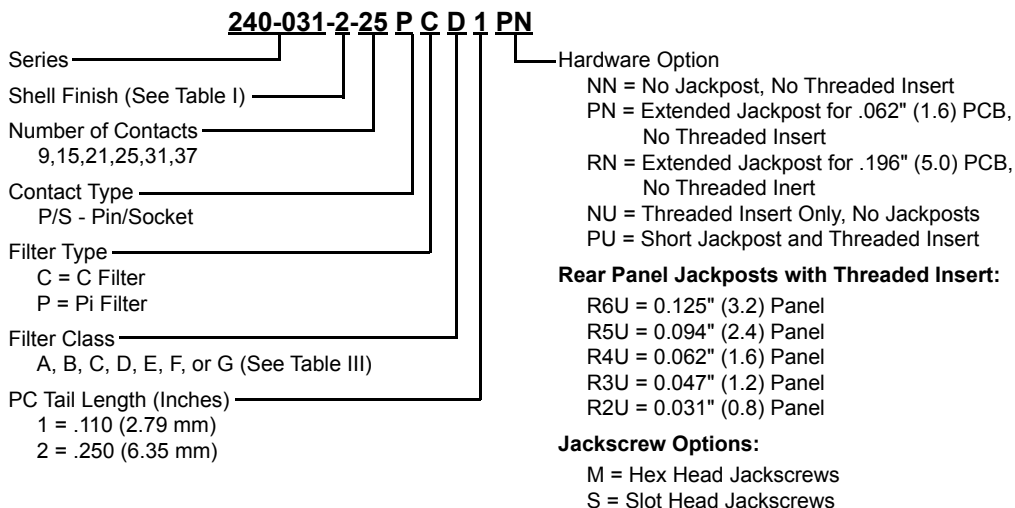 240-031-2-25 P C D 1 PN
Series
Shell Finish (See Table I)
Number of Contacts
9,15,21,25,31,37
Contact Type
P/S - Pin/Socket
Filter Type
C = C Filter
P = Pi Filter
Filter Class
A, B, C, D, E, F, or G (See Table III)
PC Tail Length (Inches)
1 = .110 (2.79 mm)
2 = .250 (6.35 mm)
Hardware Option
NN = No Jackpost, No Threaded Insert
PN = Extended Jackpost for .062" (1.6) PCB,
No Threaded Insert
RN = Extended Jackpost for .196" (5.0) PCB,
No Threaded Inert
NU = Threaded Insert Only, No Jackposts
PU = Short Jackpost and Threaded Insert
Rear Panel Jackposts with Threaded Insert:
R6U = 0.125" (3.2) Panel
R5U = 0.094" (2.4) Panel
R4U = 0.062" (1.6) Panel
R3U = 0.047" (1.2) Panel
R2U = 0.031" (0.8) Panel
Jackscrew Options:
M = Hex Head Jackscrews
S = Slot Head Jackscrews